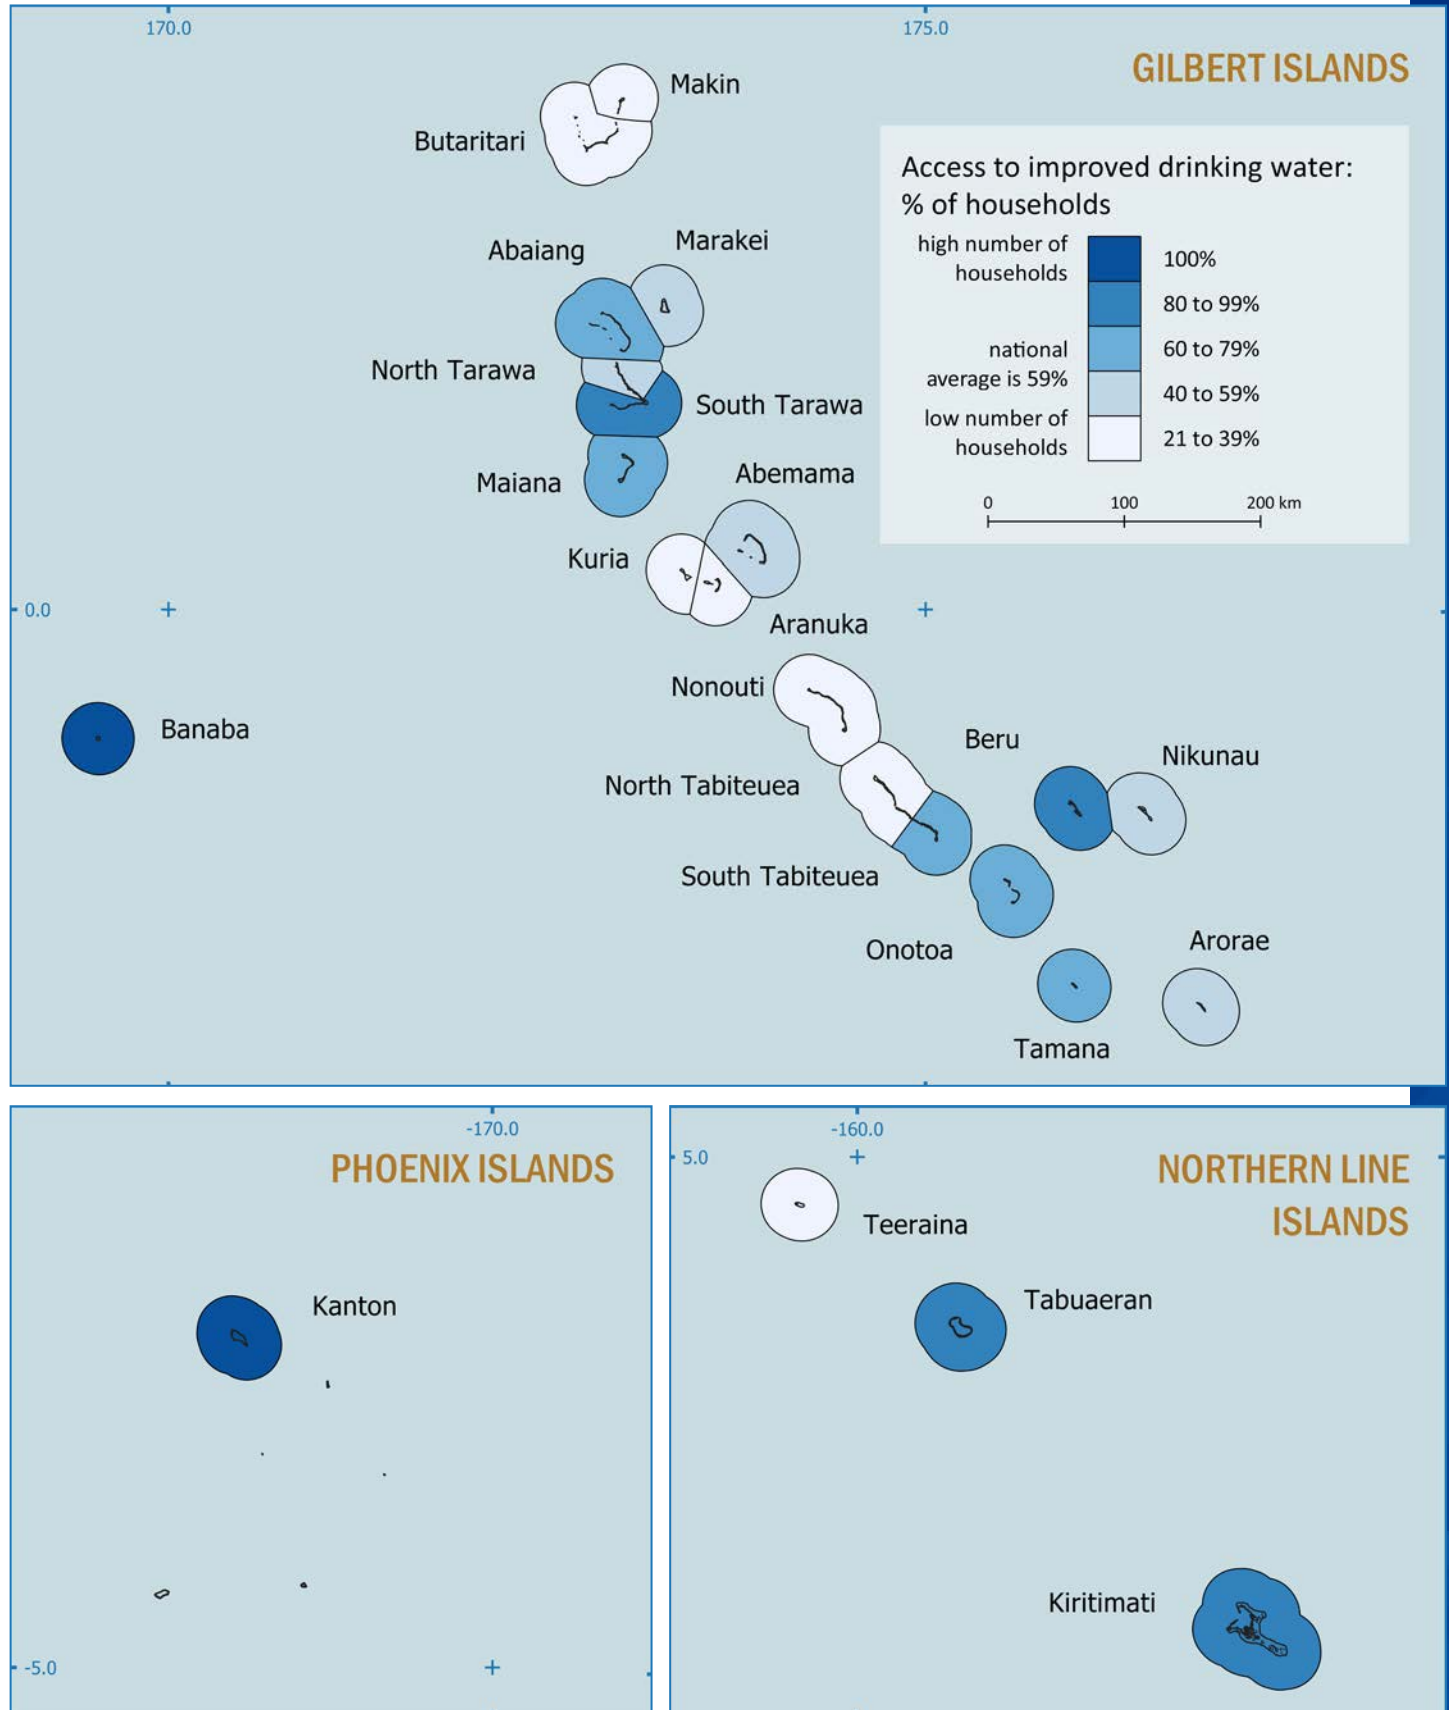 170.0
175.0
GILBERT ISLANDS
Makin
Butaritari
Access to improved drinking water:
% of households
high number of
households
100%
80 to 99%
national
average is 59%
60 to 79%
40 to 59%
low number of
households
21 to 39%
0 100 200 km
Abaiang
Marakei
North Tarawa
South Tarawa
Maiana
Abemama
Kuria
0.0
Aranuka
Nonouti
Banaba
Beru
Nikunau
North Tabiteuea
South Tabiteuea
Onotoa
Arorae
Tamana
-170.0
PHOENIX ISLANDS
Kanton
-5.0
-160.0
5.0
NORTHERN LINE
ISLANDS
Teeraina
Tabuaeran
Kiritimati